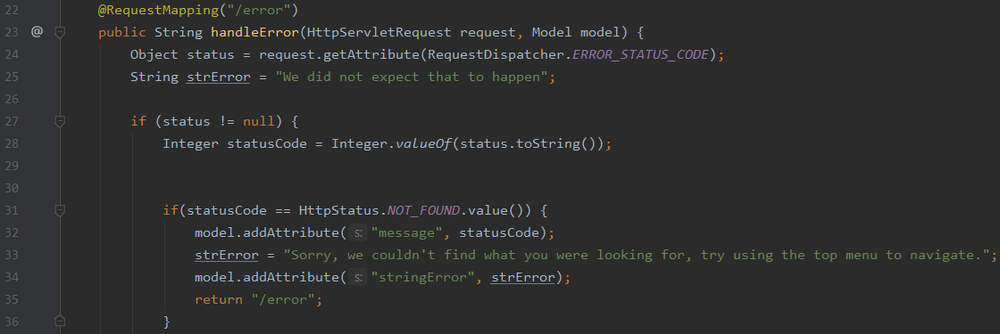 22 @RequestMapping("/error")
23 @ public String handleError(HttpServletRequest request, Model model) {
24 Object status = request.getAttribute(RequestDispatcher.ERROR_STATUS_CODE);
25 String strError = "We did not expect that to happen";
26
27 if (status != null) {
28 Integer statusCode = Integer.valueOf(status.toString());
29
30
31 if(statusCode == HttpStatus.NOT_FOUND.value()) {
32 model.addAttribute( s: "message", statusCode);
33 strError = "Sorry, we couldn't find what you were looking for, try using the top menu to navigate.";
34 model.addAttribute( s: "stringError", strError);
35 return "/error";
36 }